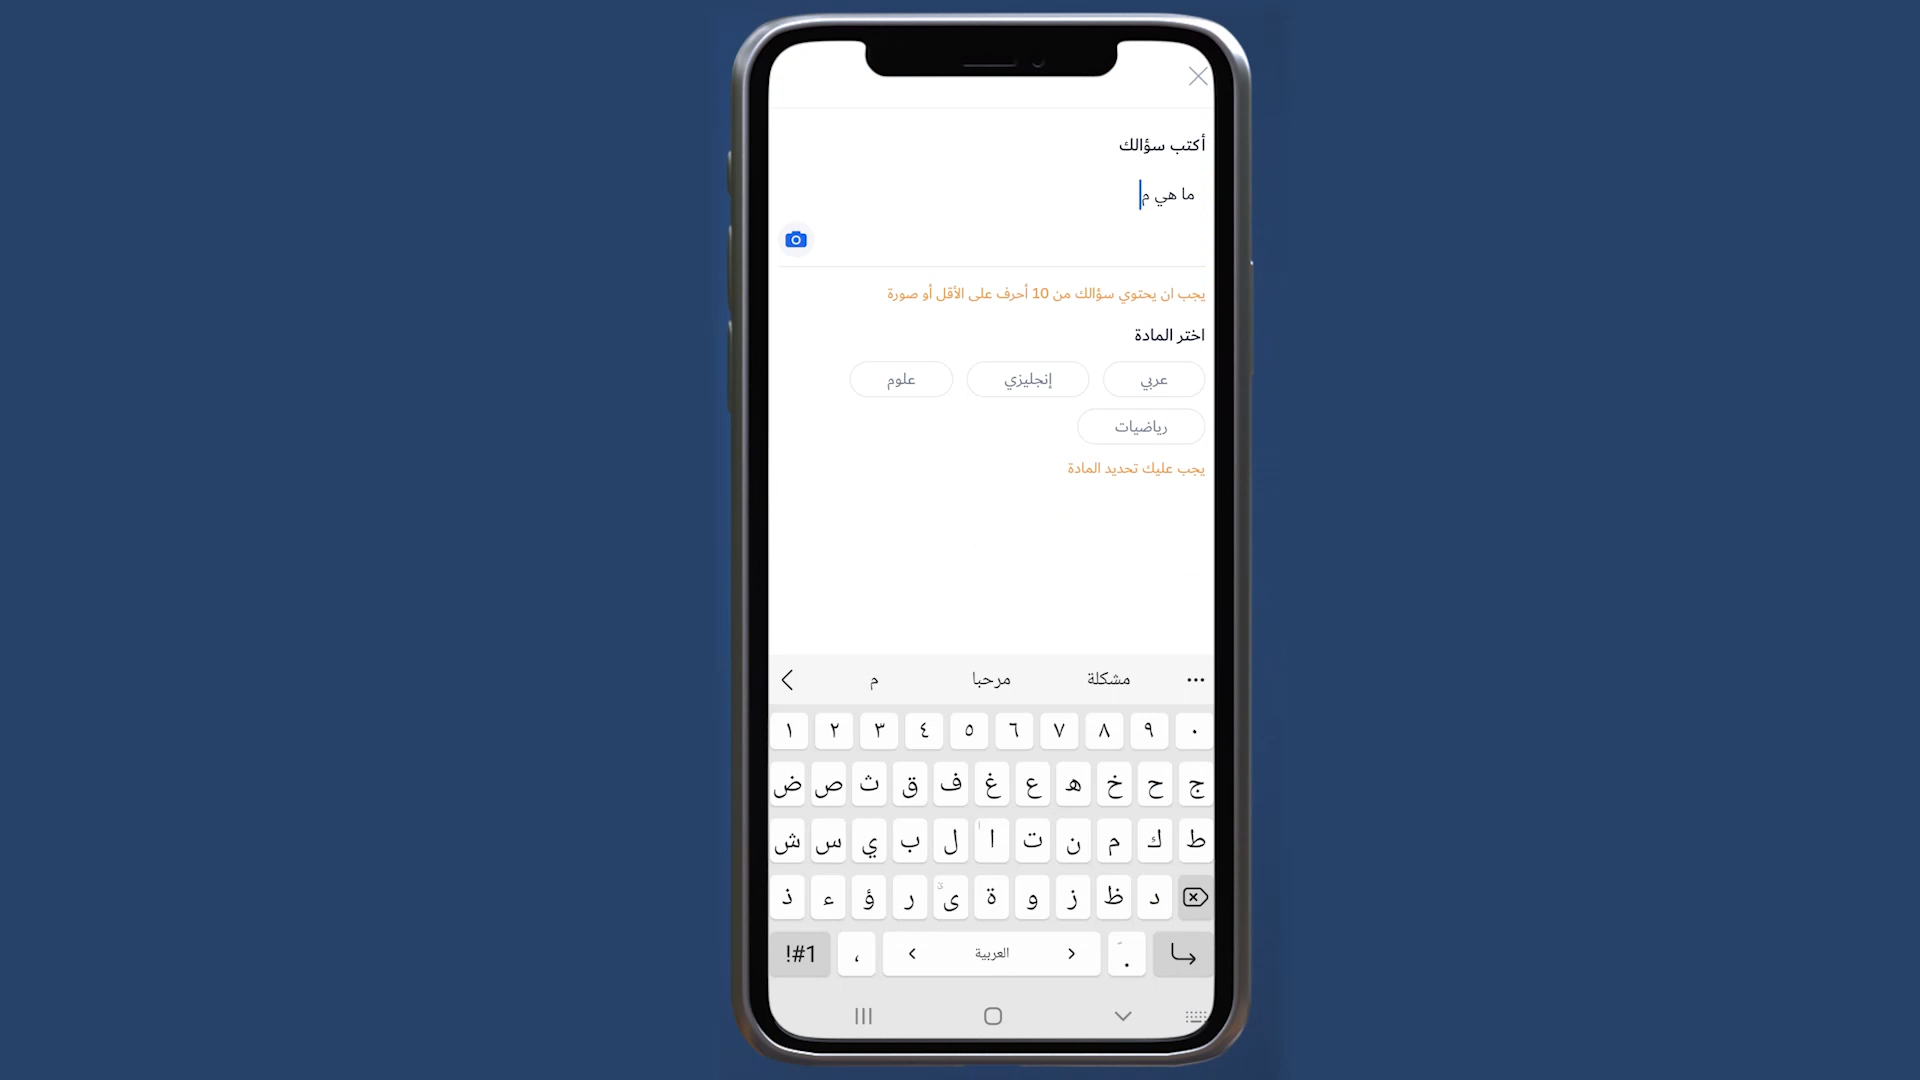 أكتب سؤالك
ما هي م
يجب ان يحتوي سؤالك من 10 أحرف على الأقل أو صورة
اختر المادة
عربي إنجليزي علوم
رياضيات
يجب عليك تحديد المادة
مشكلة مرحبا م
١ ٢ ٣ ٤ ٥ ٦ ٧ ٨ ٩ ٠
ض ص ث ق ف غ ع ه خ ح ج
ش س ي ب ل ا ت ن م ك ط
ذ ء ؤ ر ى ة و ز ظ د
!#1 ، العربية .